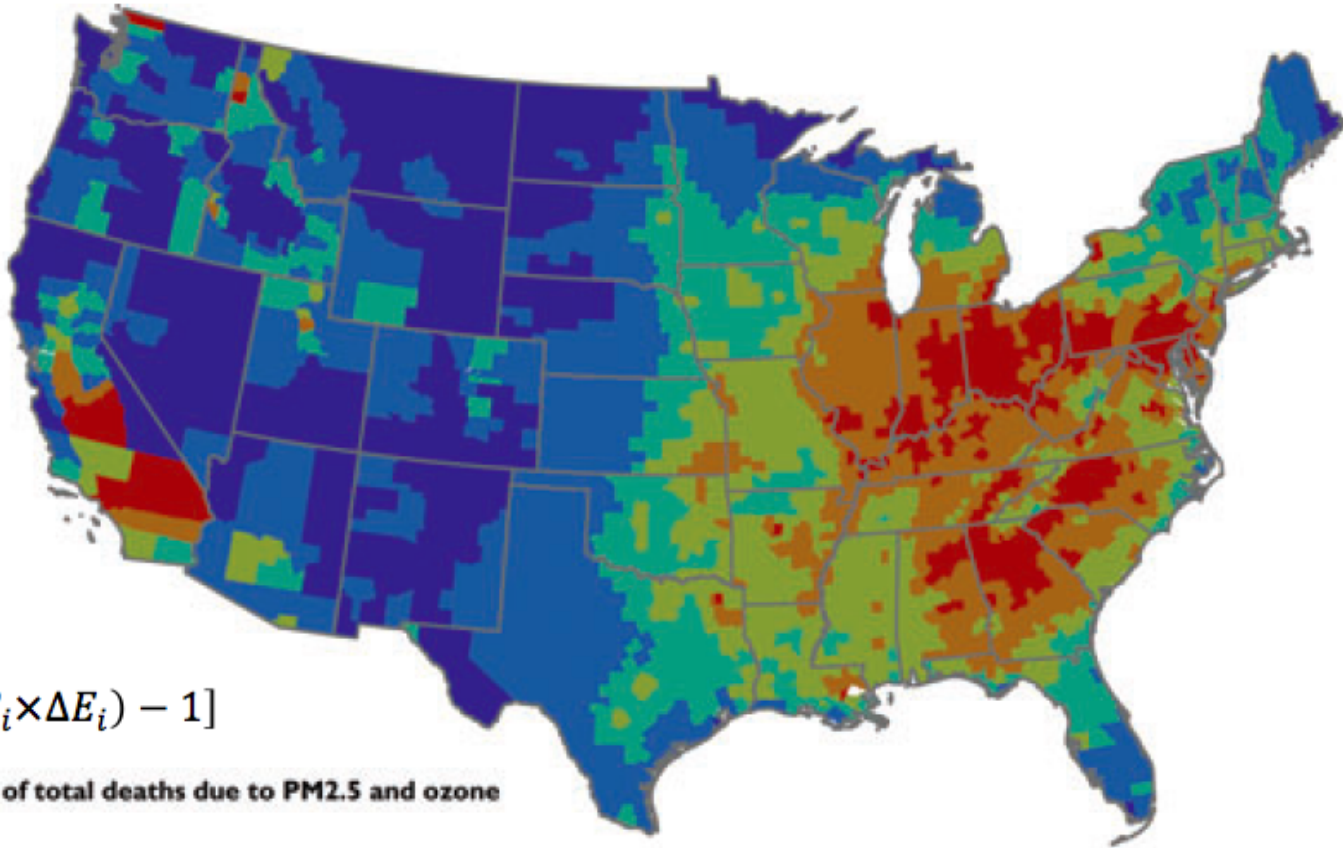 ᵢ×ΔEᵢ) − 1]
of total deaths due to PM2.5 and ozone